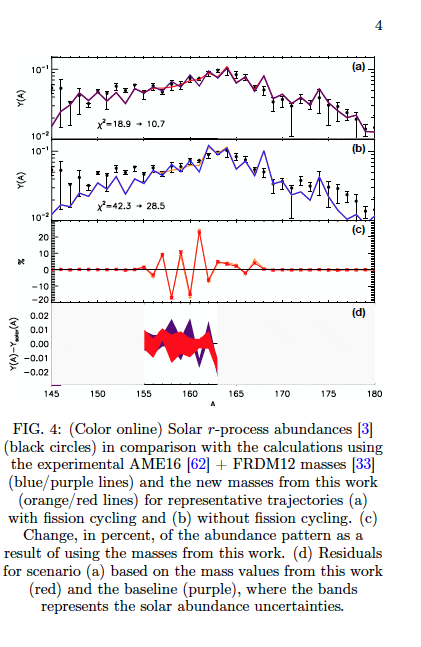 4
(a)
10⁻¹
Y(A)
χ²=18.9 → 10.7
10⁻²
(b)
10⁻¹
Y(A)
χ²=42.3 → 28.5
10⁻²
(c)
20
10
%
0
−10
−20
(d)
0.02
0.01
Y(A)−Y_solar(A)
0.00
−0.01
−0.02
145 150 155 160 165 170 175 180
A
FIG. 4: (Color online) Solar r-process abundances [3]
(black circles) in comparison with the calculations using
the experimental AME16 [62] + FRDM12 masses [33]
(blue/purple lines) and the new masses from this work
(orange/red lines) for representative trajectories (a)
with fission cycling and (b) without fission cycling. (c)
Change, in percent, of the abundance pattern as a
result of using the masses from this work. (d) Residuals
for scenario (a) based on the mass values from this work
(red) and the baseline (purple), where the bands
represents the solar abundance uncertainties.